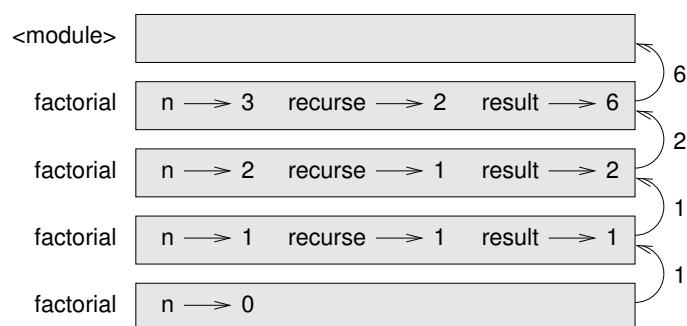 <module>
6
factorial n 3 recurse 2 result 6
2
factorial n 2 recurse 1 result 2
1
factorial n 1 recurse 1 result 1
1
factorial n 0